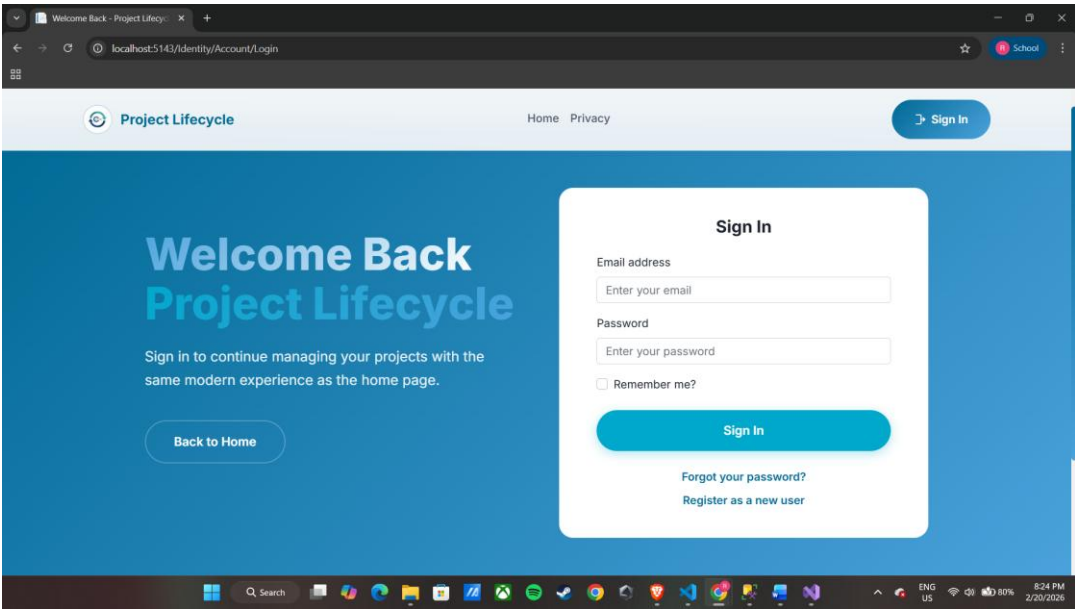 Welcome Back - Project Lifecyc
localhost:5143/Identity/Account/Login
School
Project Lifecycle
Home Privacy
Sign In
Welcome Back
Project Lifecycle
Sign in to continue managing your projects with the
same modern experience as the home page.
Back to Home
Sign In
Email address
Enter your email
Password
Enter your password
Remember me?
Sign In
Forgot your password?
Register as a new user
Search
ENG
US
80%
8:24 PM
2/20/2026